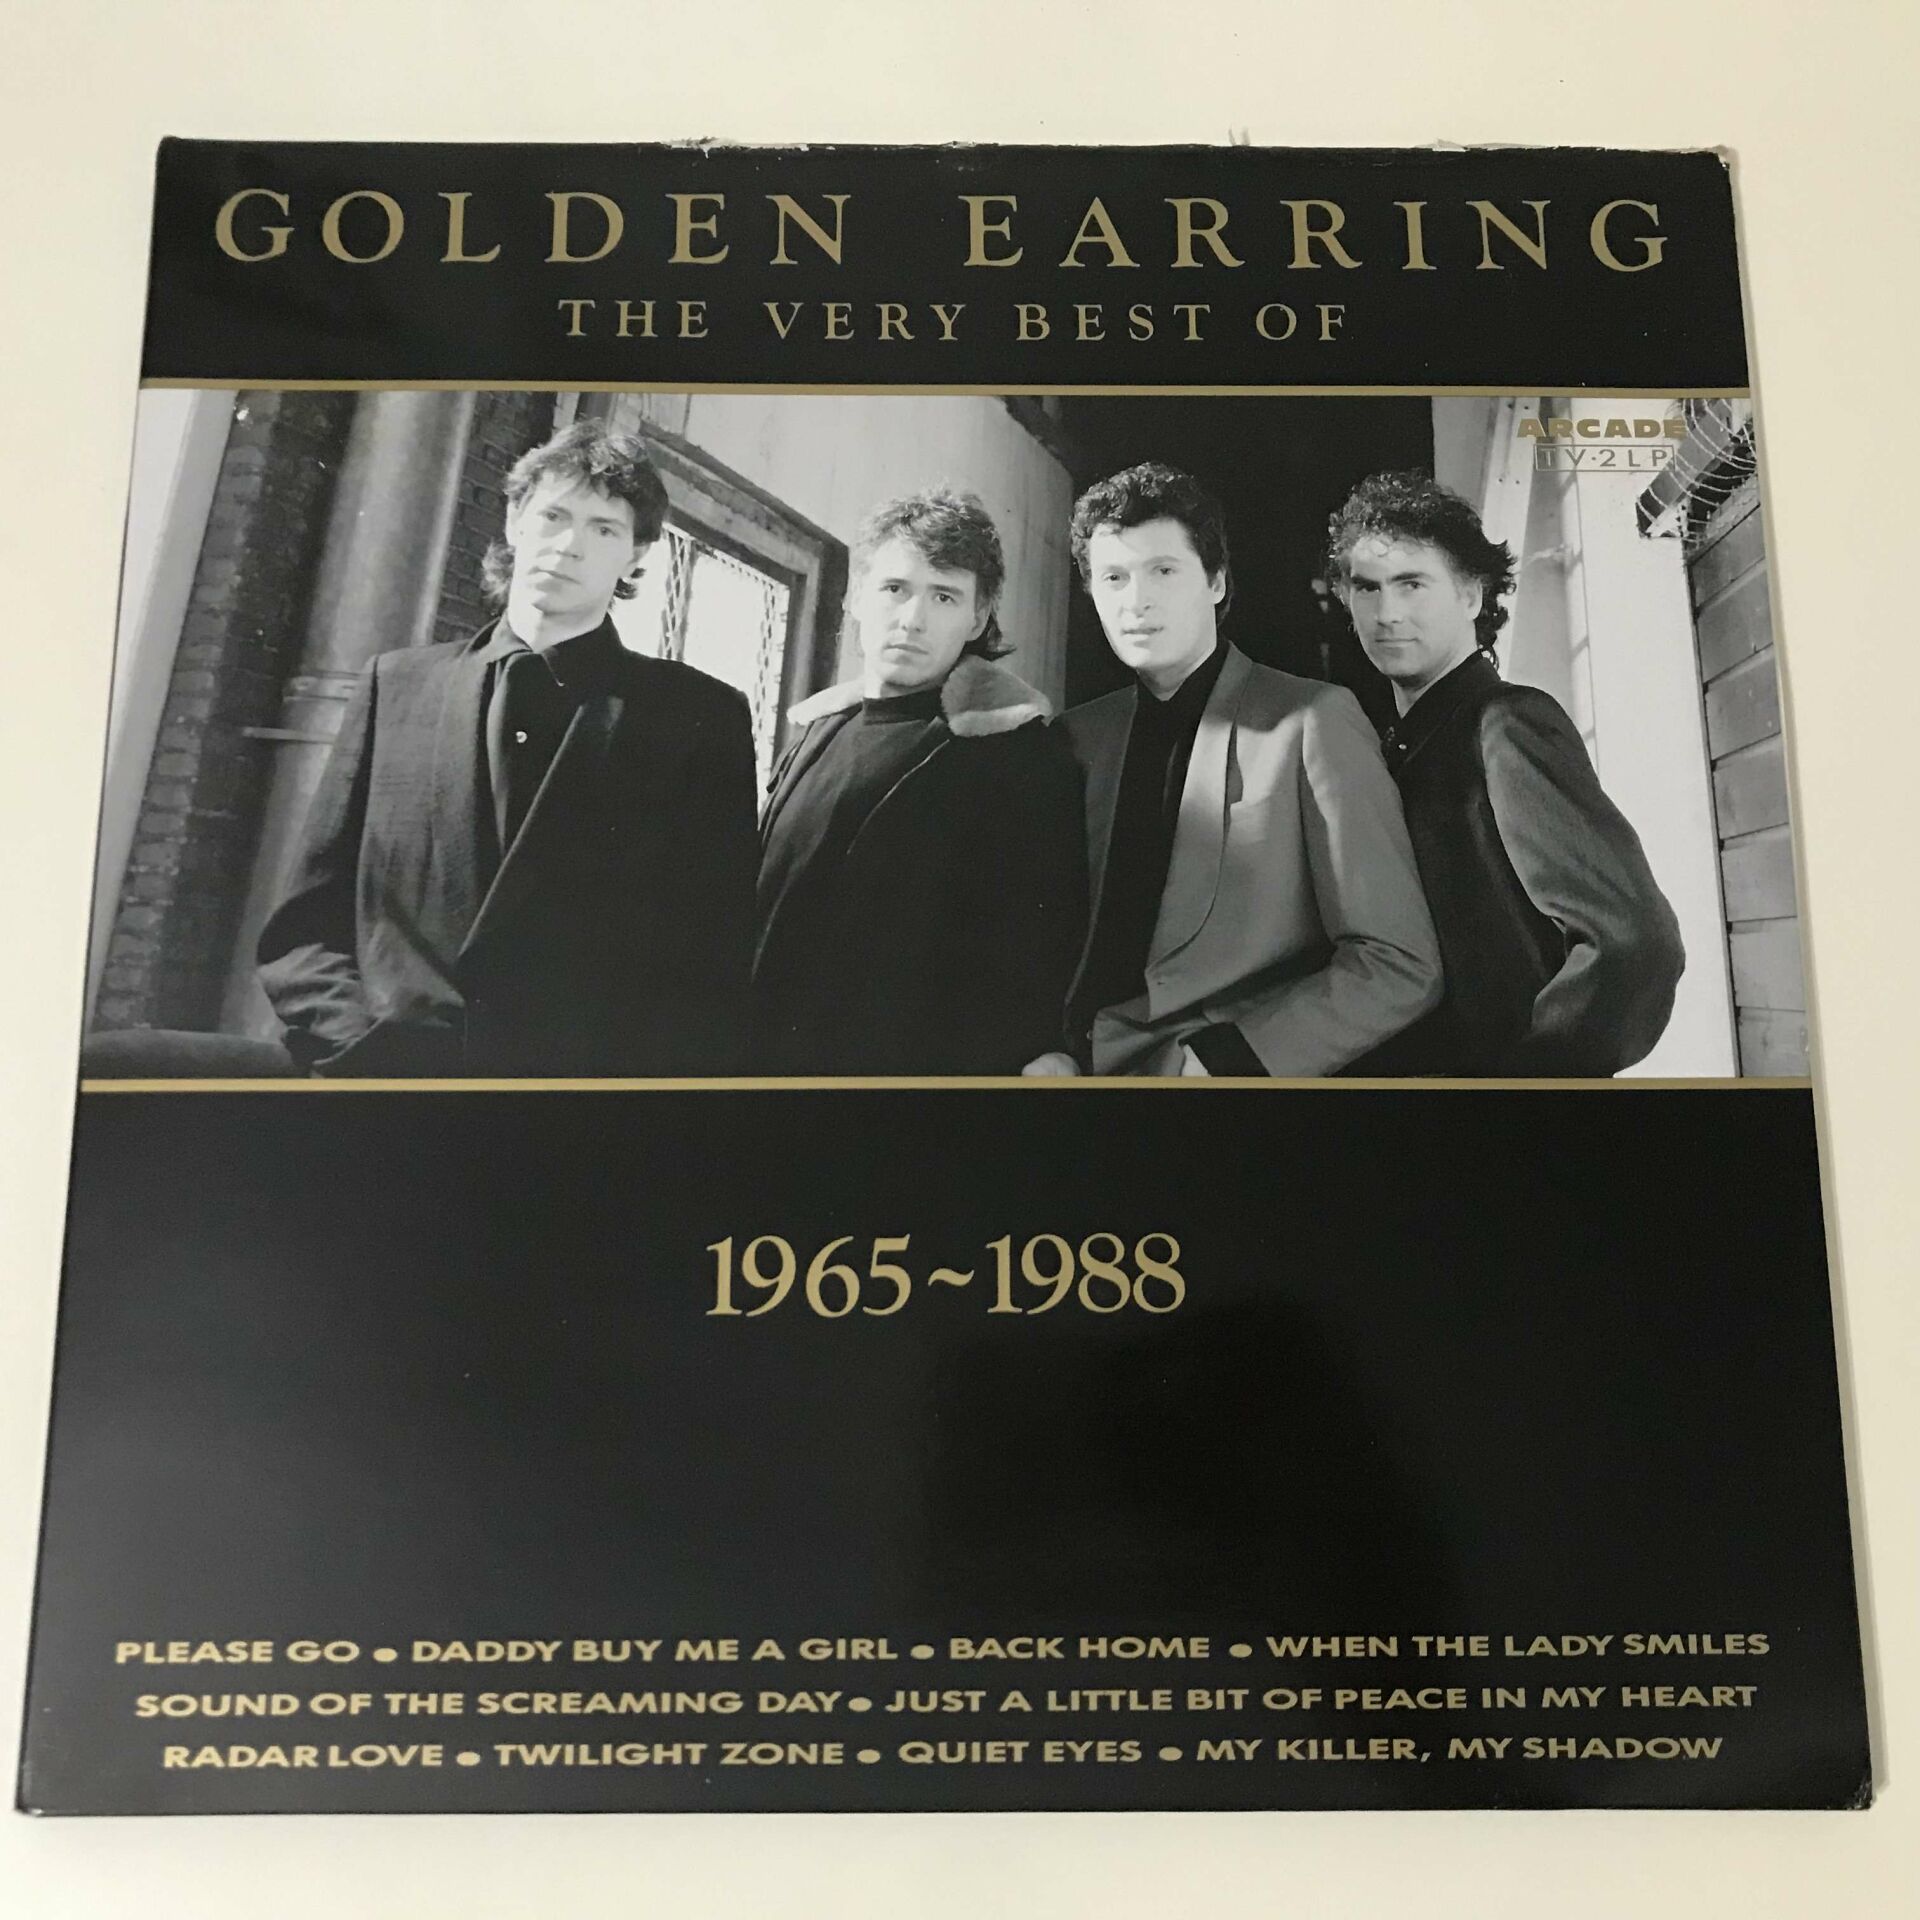 GOLDEN EARRING
THE VERY BEST OF
ARCADE
TV·2LP
1965~1988
PLEASE GO • DADDY BUY ME A GIRL • BACK HOME • WHEN THE LADY SMILES
SOUND OF THE SCREAMING DAY • JUST A LITTLE BIT OF PEACE IN MY HEART
RADAR LOVE • TWILIGHT ZONE • QUIET EYES • MY KILLER, MY SHADOW